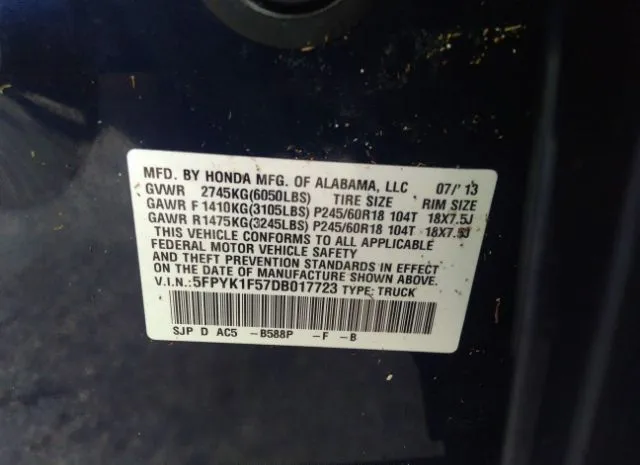 MFD. BY HONDA MFG. OF ALABAMA, LLC 07/'13
GVWR 2745KG(6050LBS) TIRE SIZE RIM SIZE
GAWR F 1410KG(3105LBS) P245/60R18 104T 18X7.5J
GAWR R1475KG(3245LBS) P245/60R18 104T 18X7.5J
THIS VEHICLE CONFORMS TO ALL APPLICABLE
FEDERAL MOTOR VEHICLE SAFETY
AND THEFT PREVENTION STANDARDS IN EFFECT
ON THE DATE OF MANUFACTURE SHOWN ABOVE.
V.I.N.:5FPYK1F57DB017723 TYPE:TRUCK
SJP D AC5 -B588P -F -B